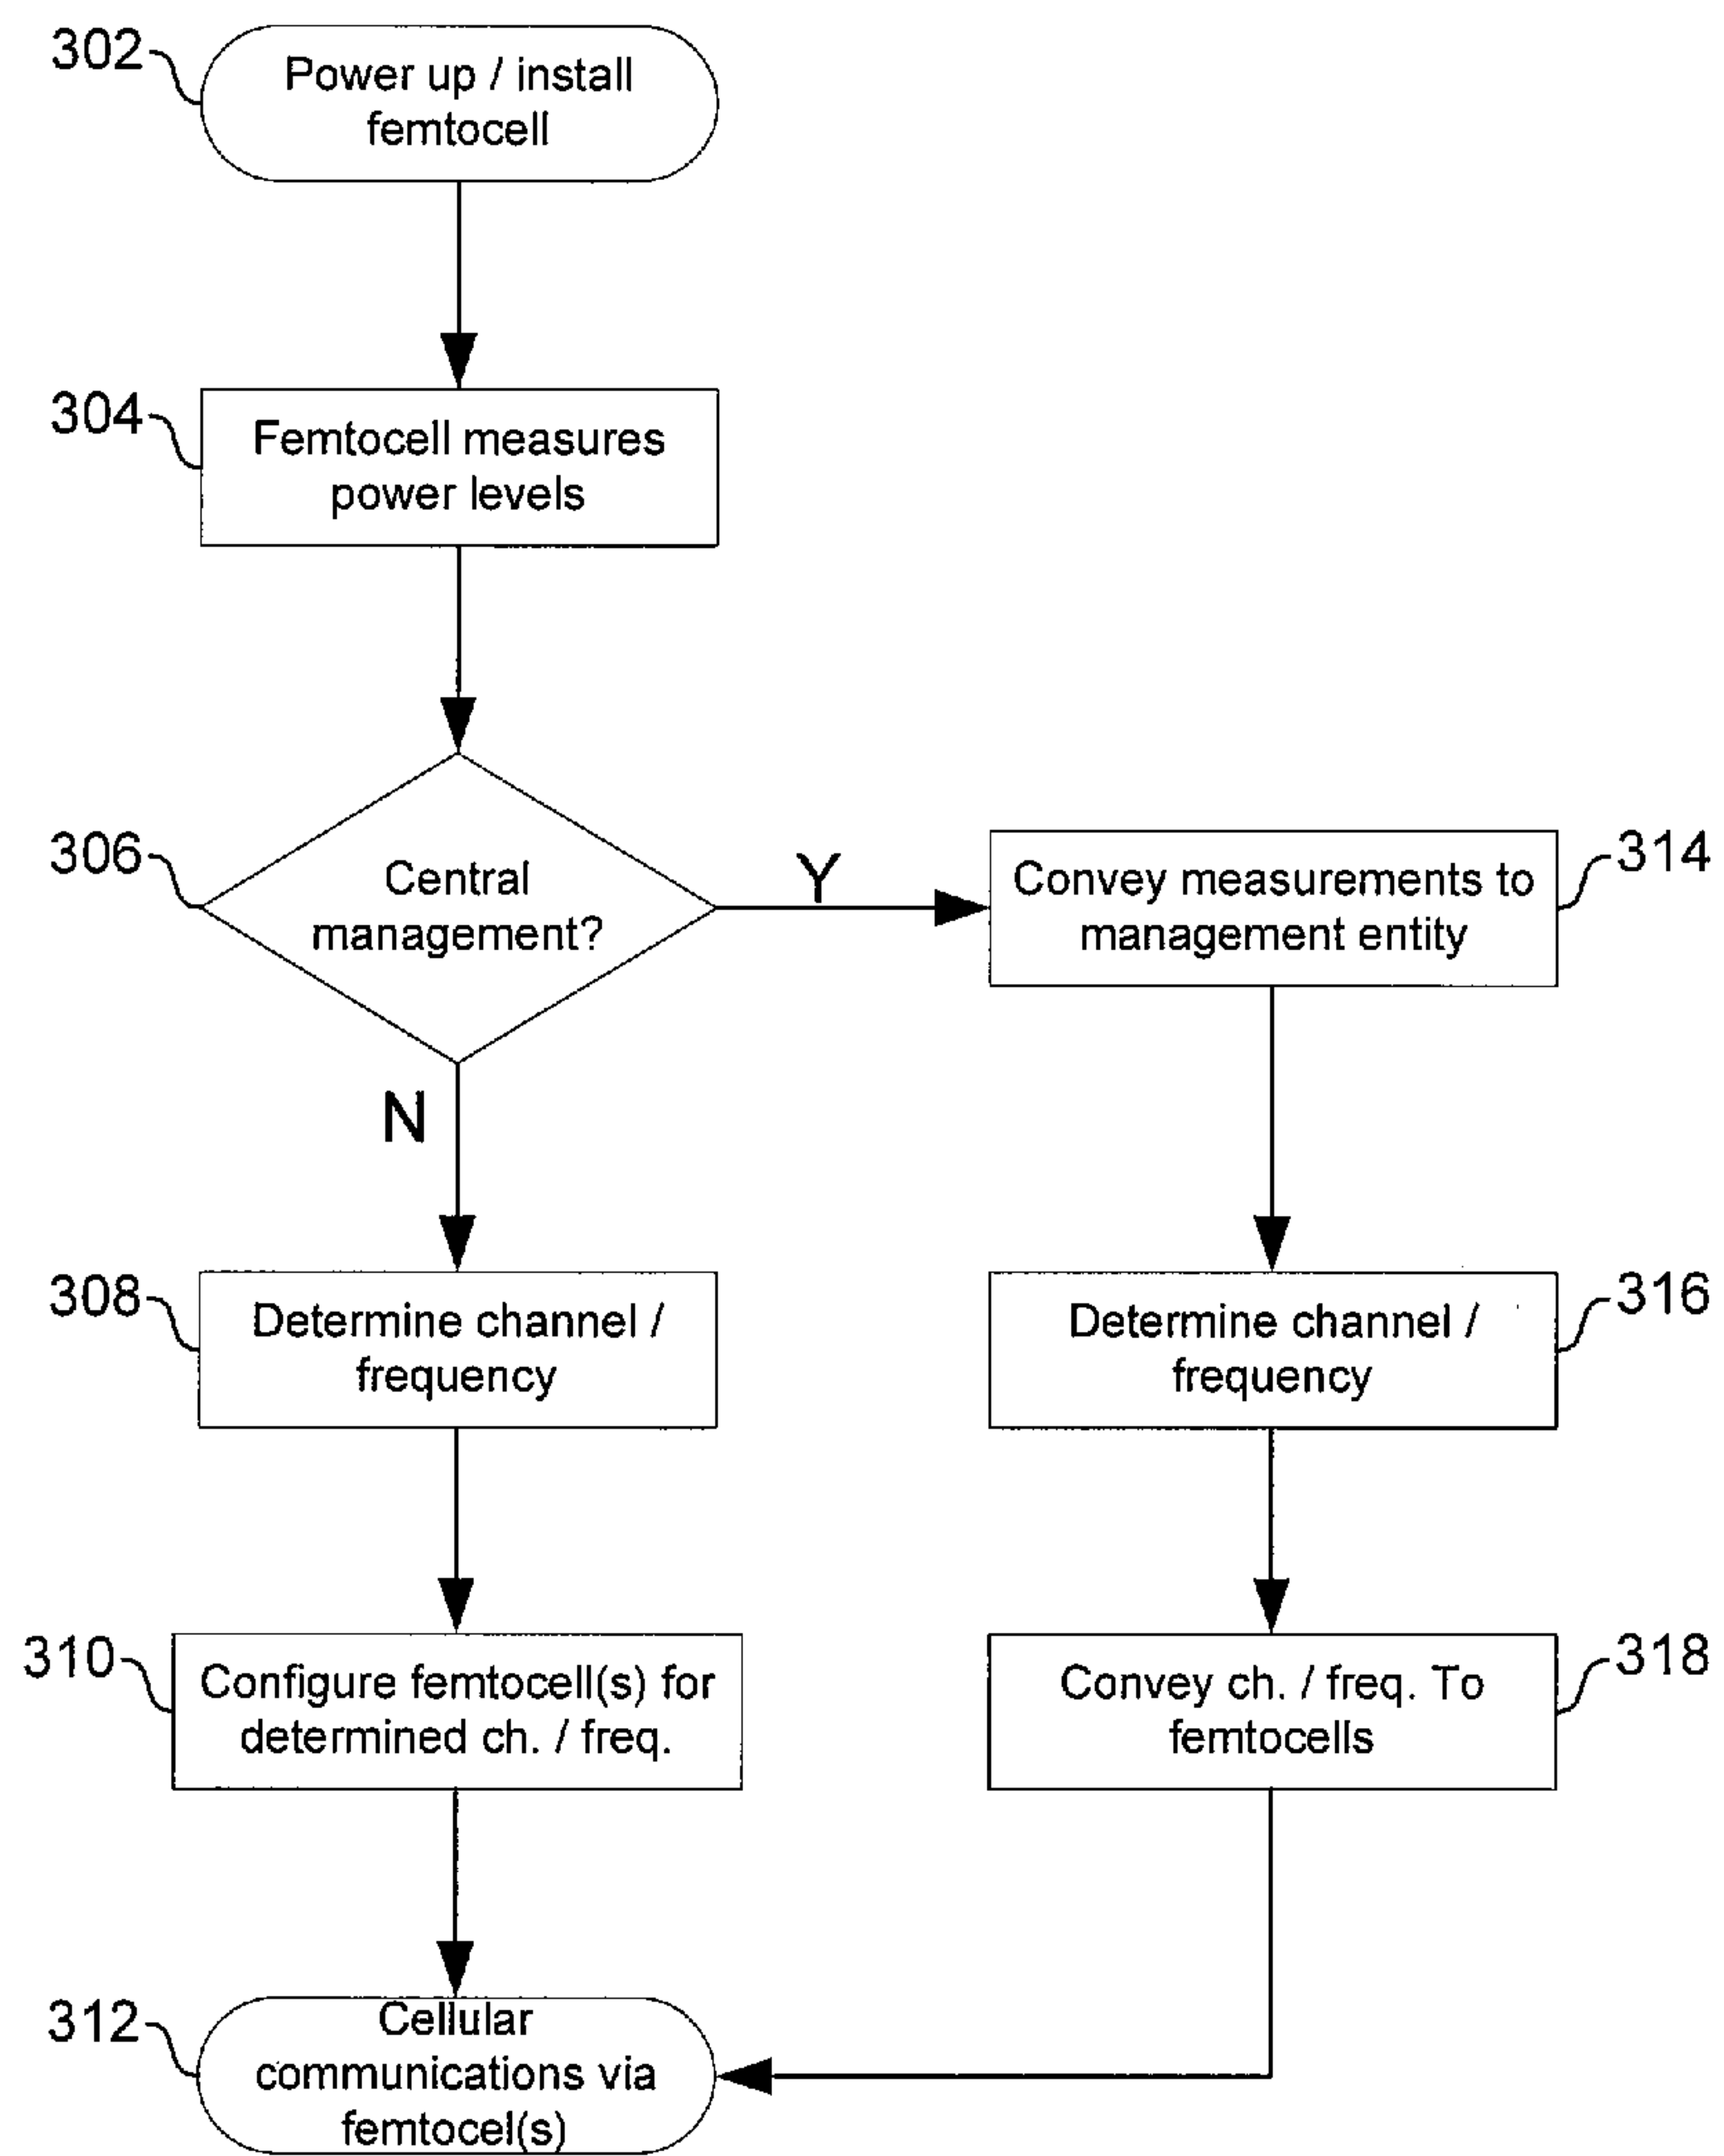 302
Power up / install
femtocell
304
Femtocell measures
power levels
306
Central
management?
Y
Convey measurements to
management entity
314
N
308
Determine channel /
frequency
Determine channel /
frequency
316
310
Configure femtocell(s) for
determined ch. / freq.
Convey ch. / freq. To
femtocells
318
312
Cellular
communications via
femtocel(s)